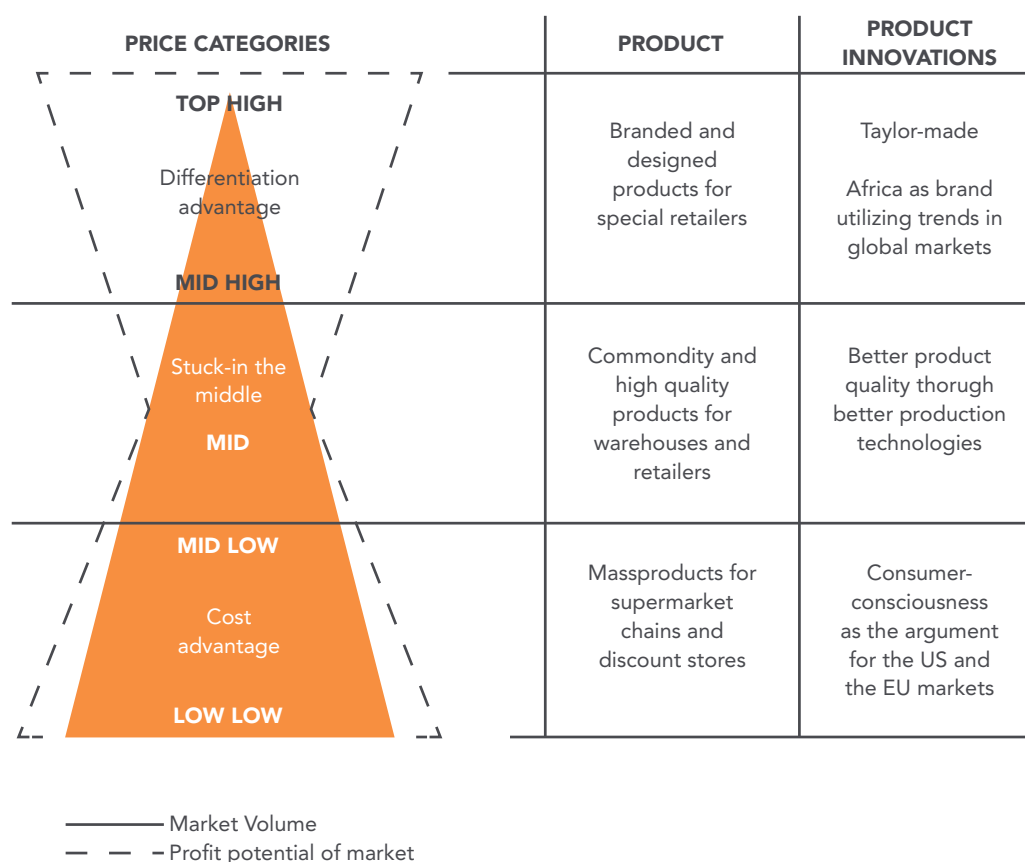 PRICE CATEGORIES
PRODUCT
PRODUCT
INNOVATIONS
TOP HIGH
Differentiation
advantage
MID HIGH
Branded and
designed
products for
special retailers
Taylor-made
Africa as brand
utilizing trends in
global markets
Stuck-in the
middle
MID
Commondity and
high quality
products for
warehouses and
retailers
Better product
quality thorugh
better production
technologies
MID LOW
Cost
advantage
LOW LOW
Massproducts for
supermarket
chains and
discount stores
Consumer-
consciousness
as the argument
for the US and
the EU markets
Market Volume
Profit potential of market